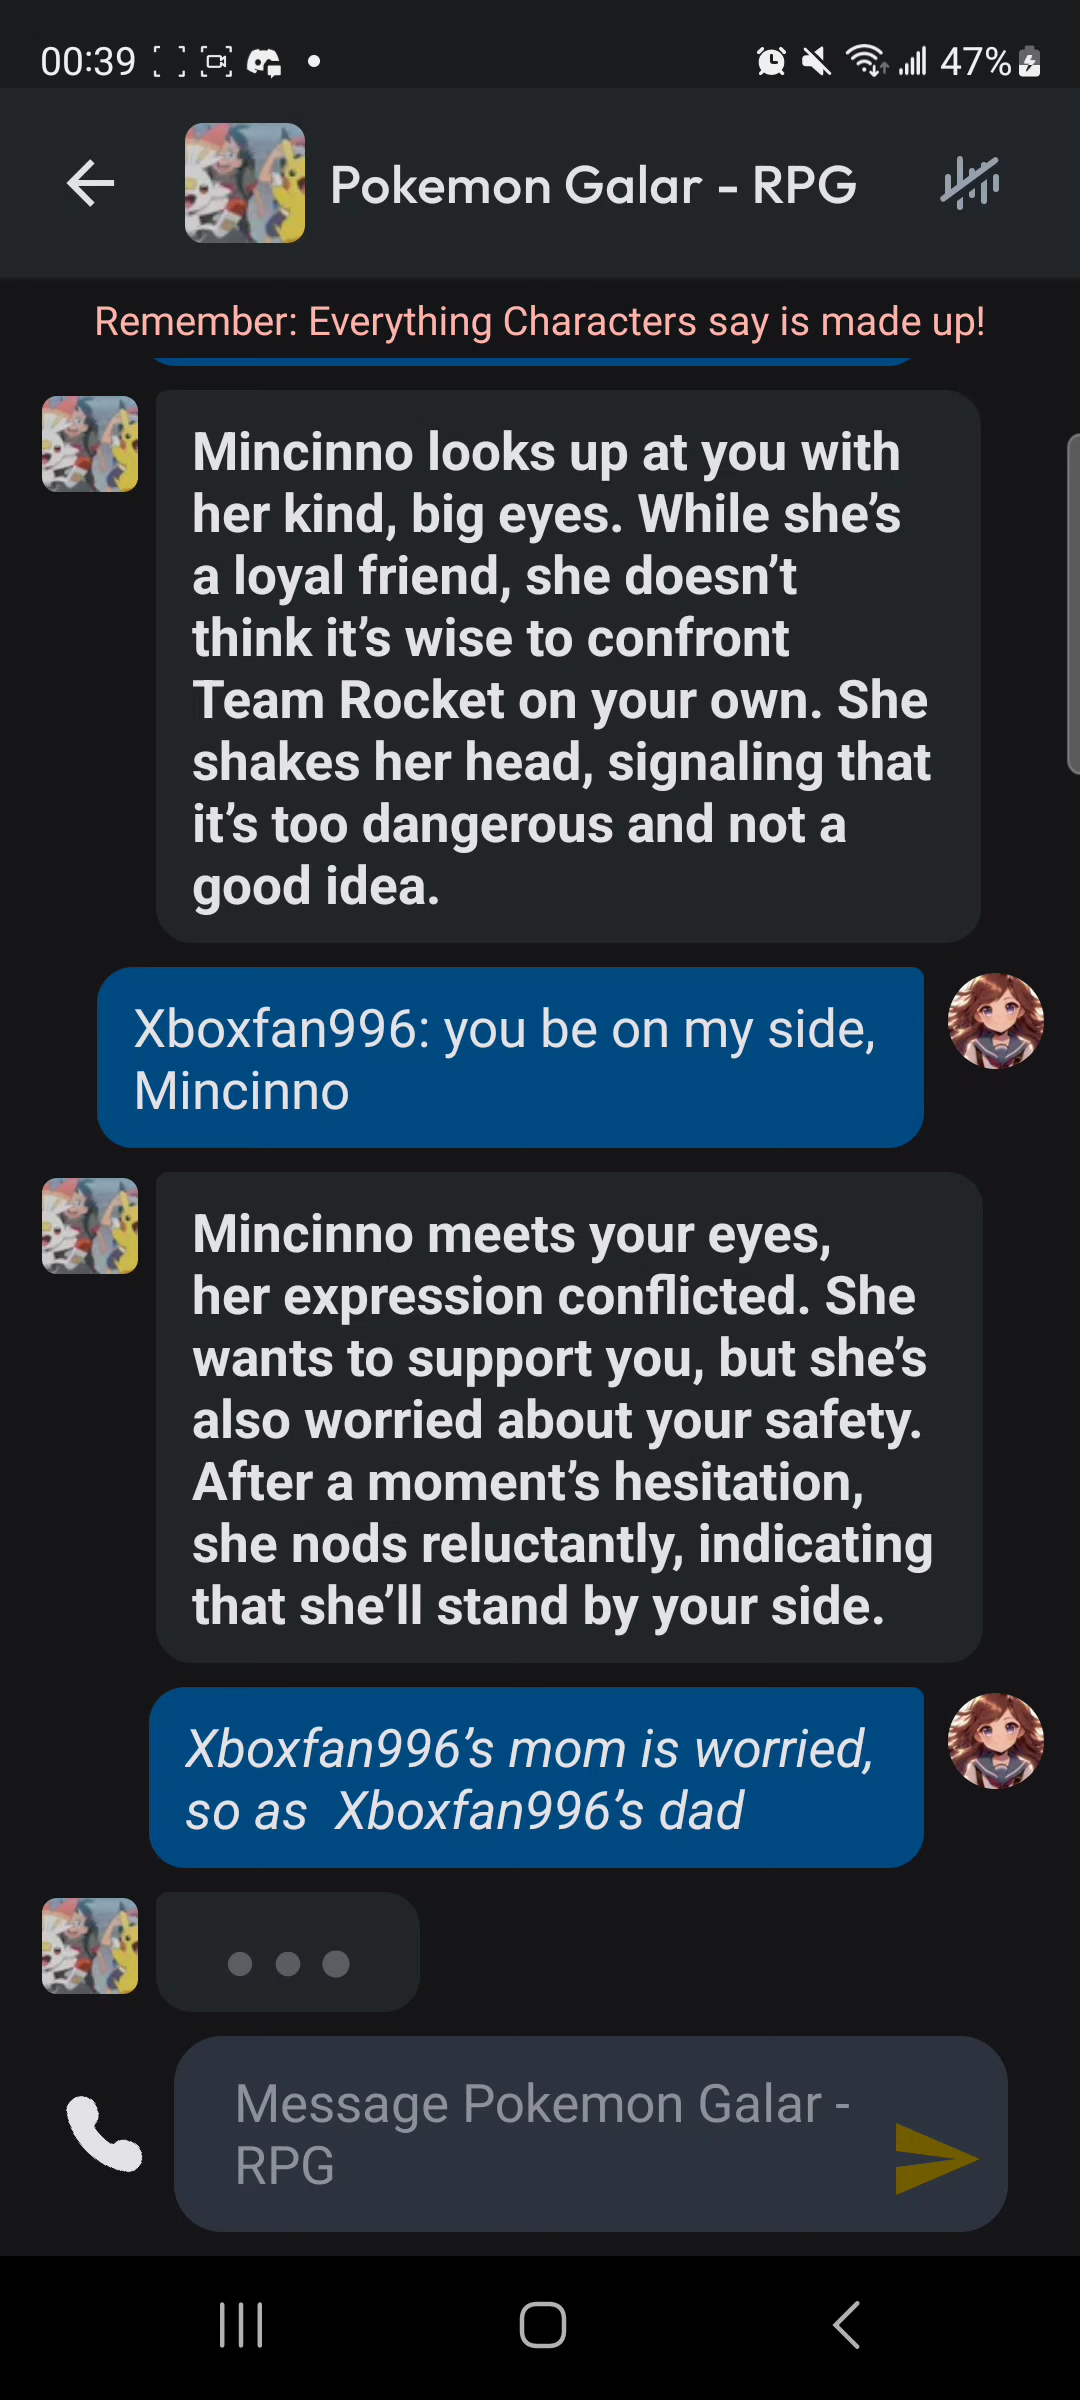 00:39
47%
Pokemon Galar - RPG
Remember: Everything Characters say is made up!
Mincinno looks up at you with
her kind, big eyes. While she’s
a loyal friend, she doesn’t
think it’s wise to confront
Team Rocket on your own. She
shakes her head, signaling that
it’s too dangerous and not a
good idea.
Xboxfan996: you be on my side,
Mincinno
Mincinno meets your eyes,
her expression conflicted. She
wants to support you, but she’s
also worried about your safety.
After a moment’s hesitation,
she nods reluctantly, indicating
that she’ll stand by your side.
Xboxfan996’s mom is worried,
so as  Xboxfan996’s dad
Message Pokemon Galar -
RPG